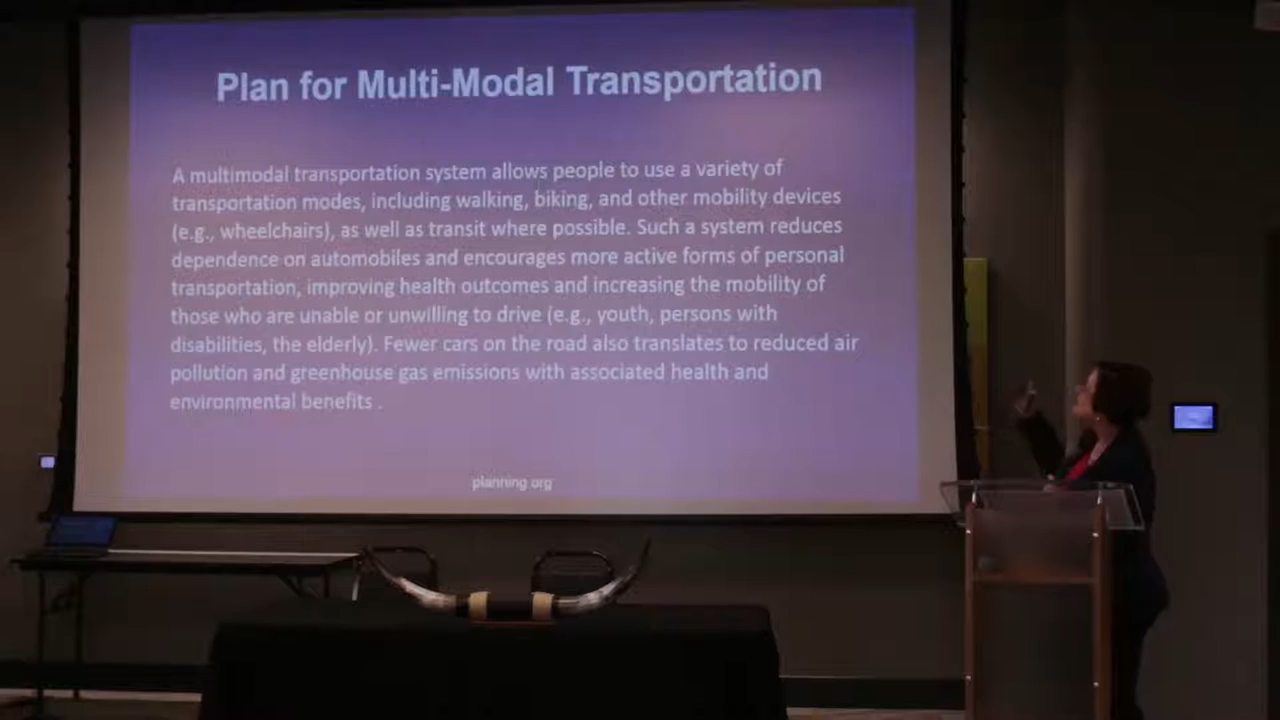 Plan for Multi-Modal Transportation
A multimodal transportation system allows people to use a variety of
transportation modes, including walking, biking, and other mobility devices
(e.g., wheelchairs), as well as transit where possible. Such a system reduces
dependence on automobiles and encourages more active forms of personal
transportation, improving health outcomes and increasing the mobility of
those who are unable or unwilling to drive (e.g., youth, persons with
disabilities, the elderly). Fewer cars on the road also translates to reduced air
pollution and greenhouse gas emissions with associated health and
environmental benefits .
planning.org